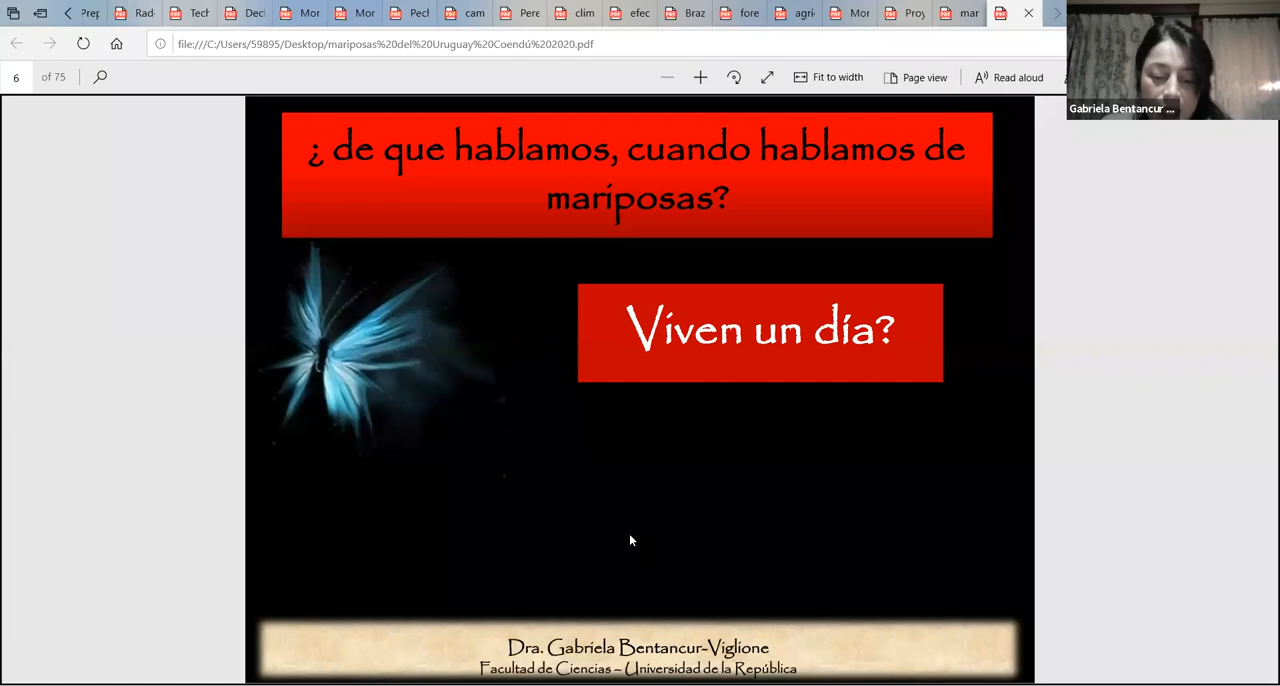 Prep
Rad
Tech
Decl
Mor
Mor
Pech
cam
Pere
clim
efec
Braz
fore
agri
Mor
Proy
mar
file:///C:/Users/59895/Desktop/mariposas%20del%20Uruguay%20Coendú%202020.pdf
6 of 75
Fit to width
Page view
Read aloud
Gabriela Bentancur ...
¿ de que hablamos, cuando hablamos de
mariposas?
Viven un día?
Dra. Gabriela Bentancur-Viglione
Facultad de Ciencias – Universidad de la República